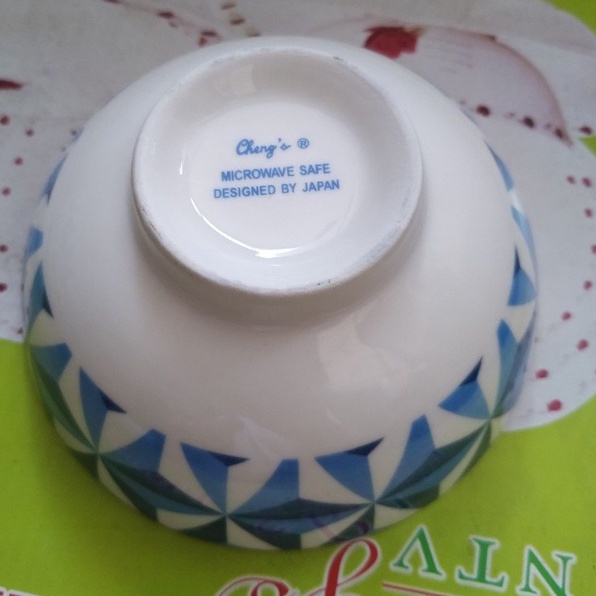 Cheng's ®
MICROWAVE SAFE
DESIGNED BY JAPAN